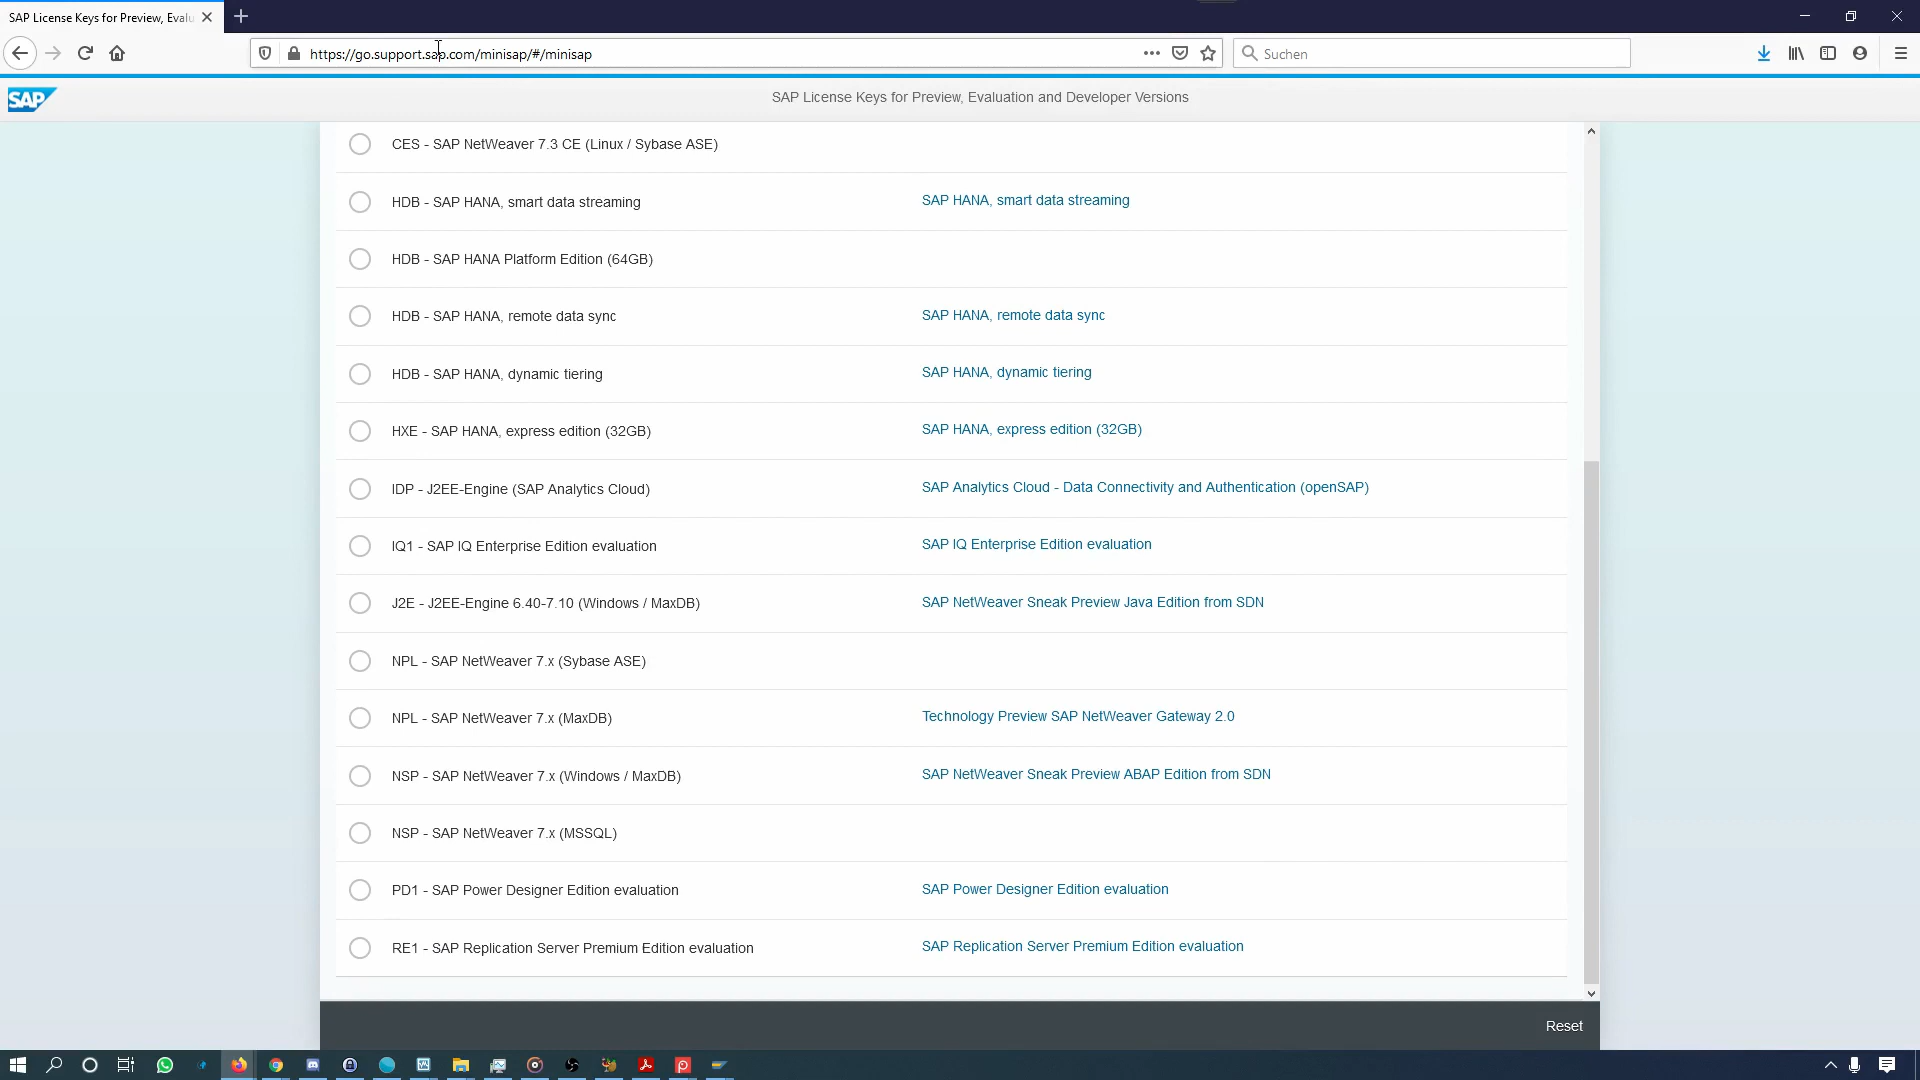 SAP License Keys for Preview, Evalu
https://go.support.sap.com/minisap/#/minisap
Suchen
SAP
SAP License Keys for Preview, Evaluation and Developer Versions
CES - SAP NetWeaver 7.3 CE (Linux / Sybase ASE)
HDB - SAP HANA, smart data streaming SAP HANA, smart data streaming
HDB - SAP HANA Platform Edition (64GB)
HDB - SAP HANA, remote data sync SAP HANA, remote data sync
HDB - SAP HANA, dynamic tiering SAP HANA, dynamic tiering
HXE - SAP HANA, express edition (32GB) SAP HANA, express edition (32GB)
IDP - J2EE-Engine (SAP Analytics Cloud) SAP Analytics Cloud - Data Connectivity and Authentication (openSAP)
IQ1 - SAP IQ Enterprise Edition evaluation SAP IQ Enterprise Edition evaluation
J2E - J2EE-Engine 6.40-7.10 (Windows / MaxDB) SAP NetWeaver Sneak Preview Java Edition from SDN
NPL - SAP NetWeaver 7.x (Sybase ASE)
NPL - SAP NetWeaver 7.x (MaxDB) Technology Preview SAP NetWeaver Gateway 2.0
NSP - SAP NetWeaver 7.x (Windows / MaxDB) SAP NetWeaver Sneak Preview ABAP Edition from SDN
NSP - SAP NetWeaver 7.x (MSSQL)
PD1 - SAP Power Designer Edition evaluation SAP Power Designer Edition evaluation
RE1 - SAP Replication Server Premium Edition evaluation SAP Replication Server Premium Edition evaluation
Reset